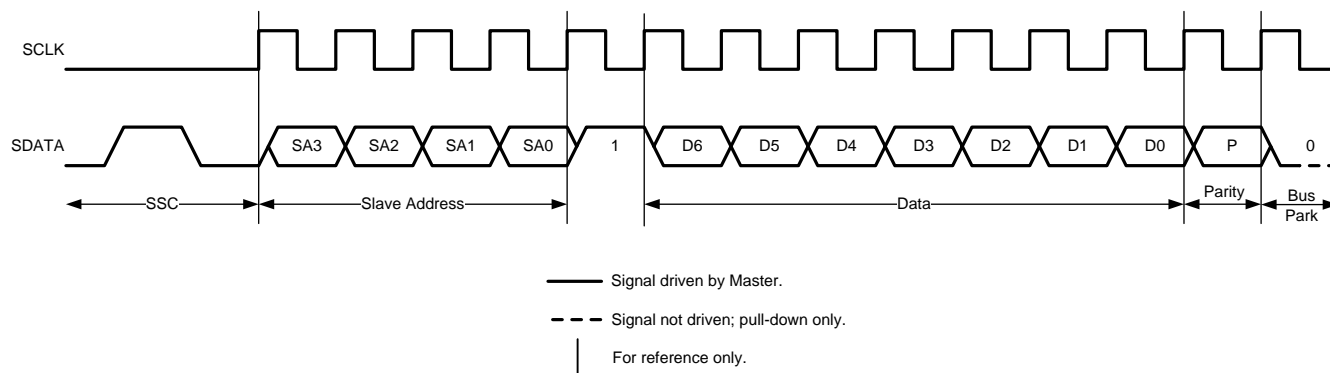 SCLK
SDATA
SA3 SA2 SA1 SA0 1 D6 D5 D4 D3 D2 D1 D0 P 0
SSC Slave Address Data Parity Bus
Park
Signal driven by Master.
Signal not driven; pull-down only.
For reference only.